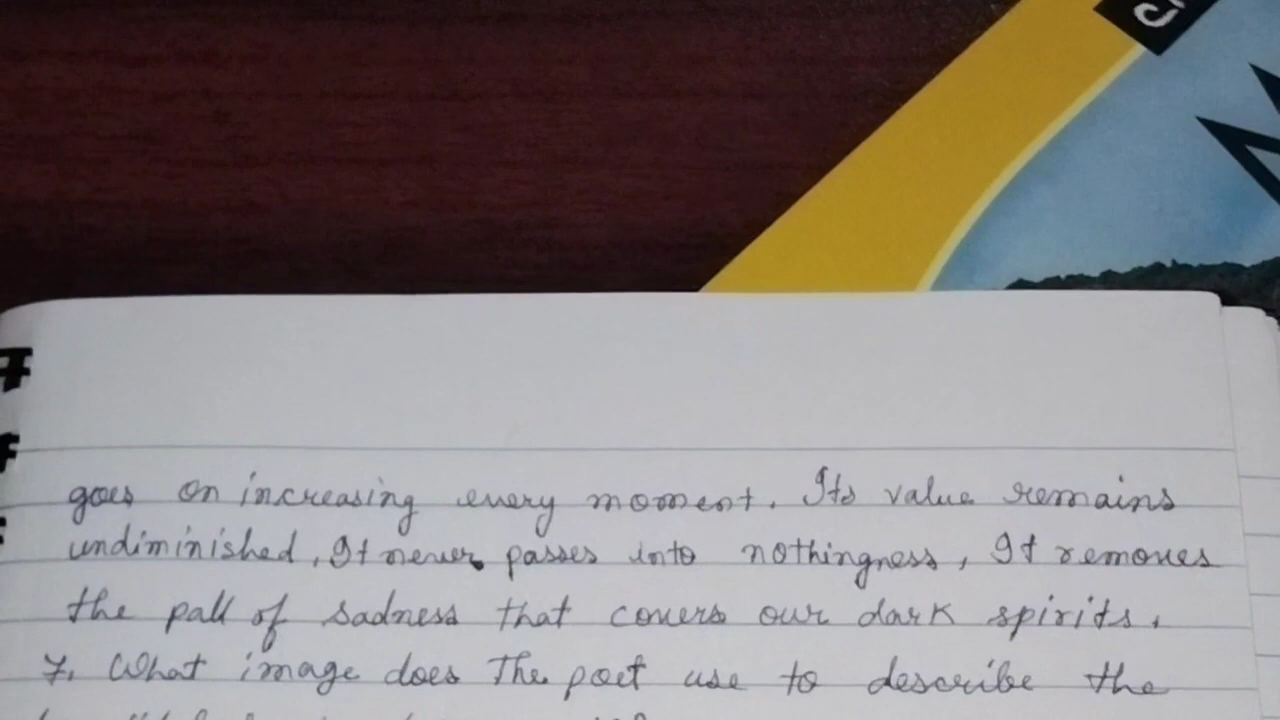 goes on increasing every moment. Its value remains
undiminished, It never passes into nothingness, It removes
the pall of sadness that covers our dark spirits.
7. What image does The poet use to describe the